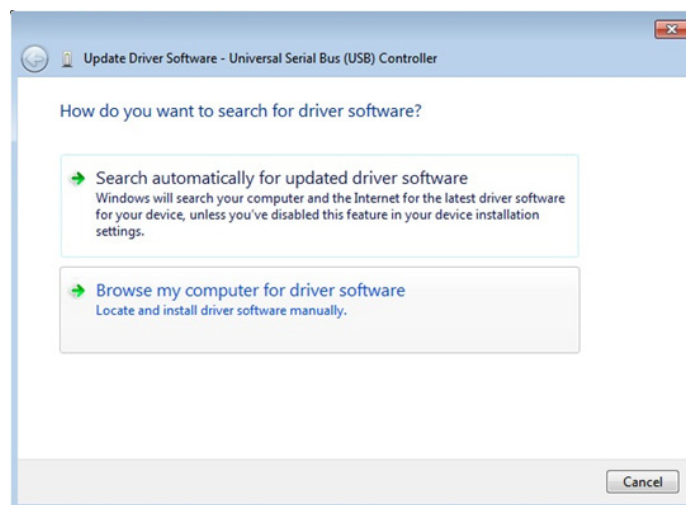 Update Driver Software - Universal Serial Bus (USB) Controller
How do you want to search for driver software?
Search automatically for updated driver software
Windows will search your computer and the Internet for the latest driver software
for your device, unless you've disabled this feature in your device installation
settings.
Browse my computer for driver software
Locate and install driver software manually.
Cancel